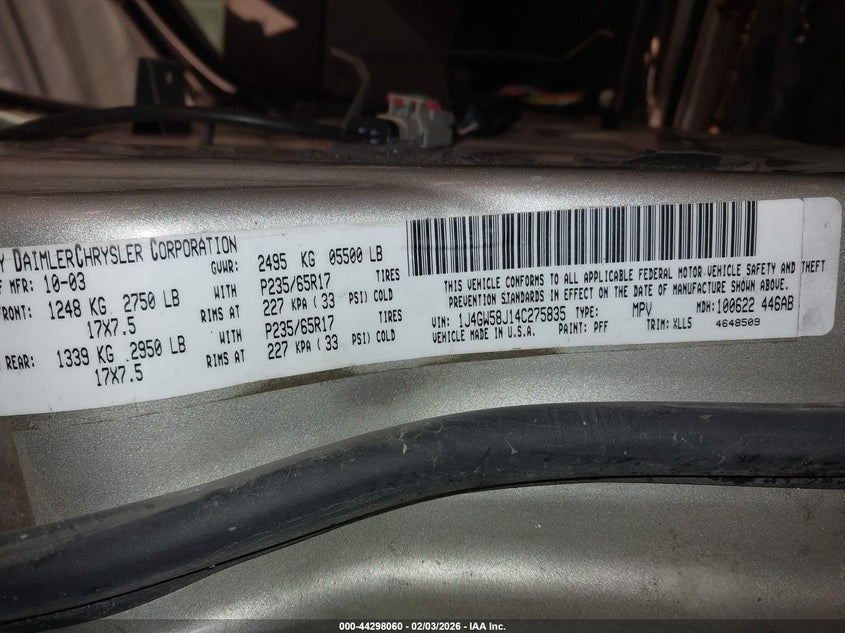 Y DAIMLERCHRYSLER CORPORATION
F MFR: 10-03 GVWR: 2495 KG 05500 LB
FRONT: 1248 KG 2750 LB WITH P235/65R17 TIRES
17X7.5 RIMS AT 227 KPA ( 33 PSI) COLD
REAR: 1339 KG 2950 LB WITH P235/65R17 TIRES
17X7.5 RIMS AT 227 KPA ( 33 PSI) COLD
THIS VEHICLE CONFORMS TO ALL APPLICABLE FEDERAL MOTOR VEHICLE SAFETY AND THEFT
PREVENTION STANDARDS IN EFFECT ON THE DATE OF MANUFACTURE SHOWN ABOVE.
VIN: 1J4GW58J14C275835 TYPE: MPV MDH: 100622 446AB
VEHICLE MADE IN U.S.A. PAINT: PFF TRIM: XLL5 4648509
000-44298060 - 02/03/2026 - IAA Inc.